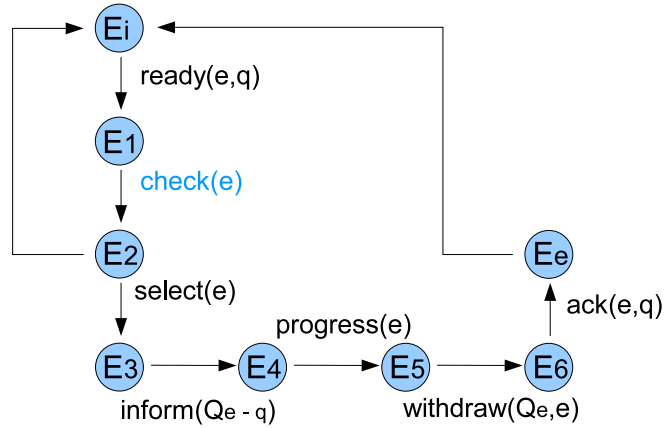 Ei
ready(e,q)
E1
check(e)
E2
Ee
select(e)
ack(e,q)
progress(e)
E3
E4
E5
E6
inform(Qe - q)
withdraw(Qe,e)